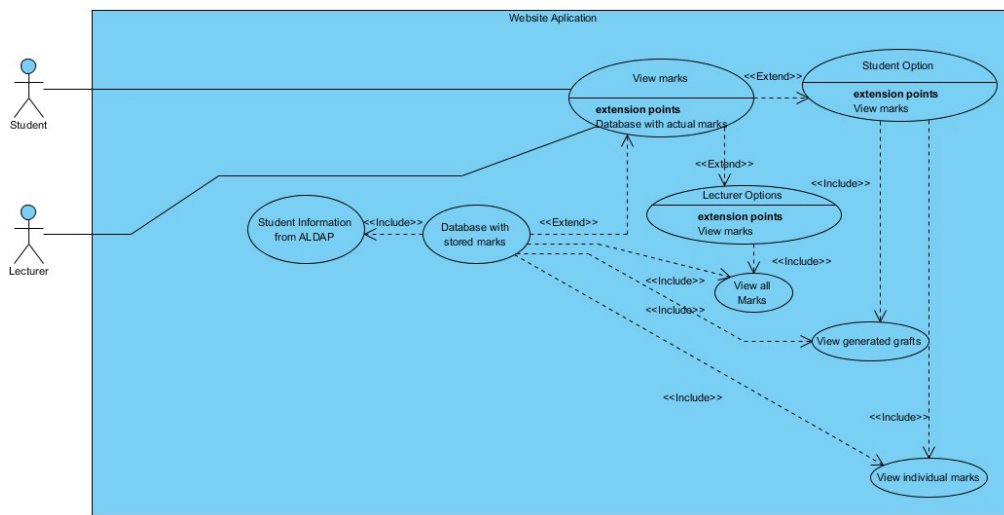 Website Aplication
Student Option
View marks
<<Extend>>
extension points
View marks
extension points
Database with actual marks
Student
<<Extend>>
<<Include>>
Lecturer Options
extension points
View marks
Student Information
from ALDAP
<<Include>>
Database with
stored marks
<<Extend>>
Lecturer
<<Include>>
<<Include>>
View all
Marks
<<Include>>
View generated grafts
<<Include>>
<<Include>>
View individual marks